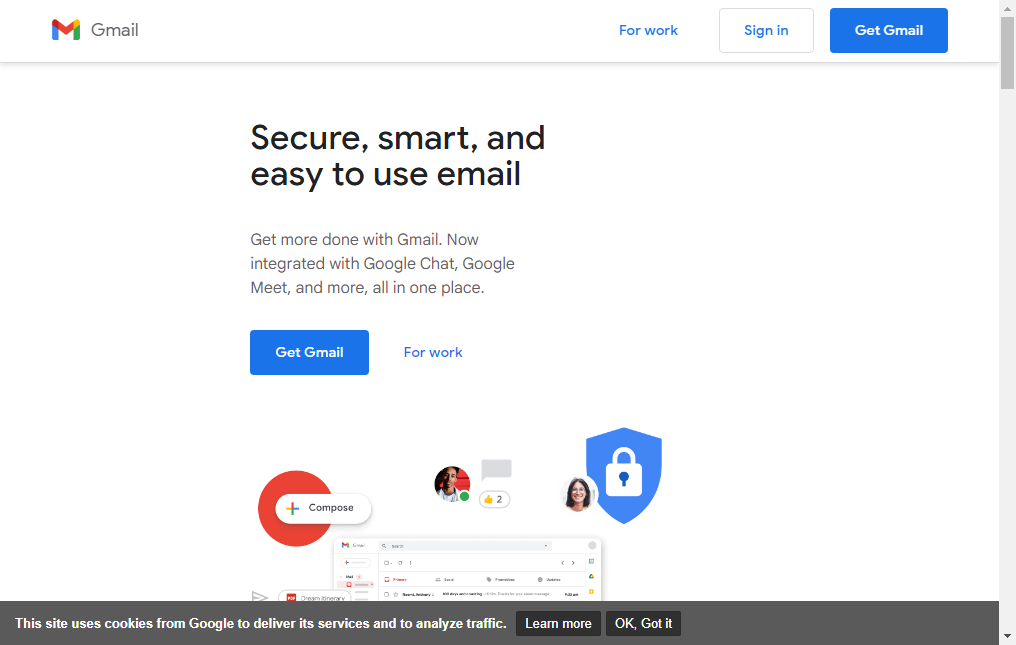 Gmail
For work
Sign in
Get Gmail
Secure, smart, and
easy to use email
Get more done with Gmail. Now
integrated with Google Chat, Google
Meet, and more, all in one place.
Get Gmail
For work
👍 2
Compose
Gmail
Search
Mail
Primary
Social
Promotions
Updates
PDF Dream Itinerary
This site uses cookies from Google to deliver its services and to analyze traffic.
Learn more
OK, Got it